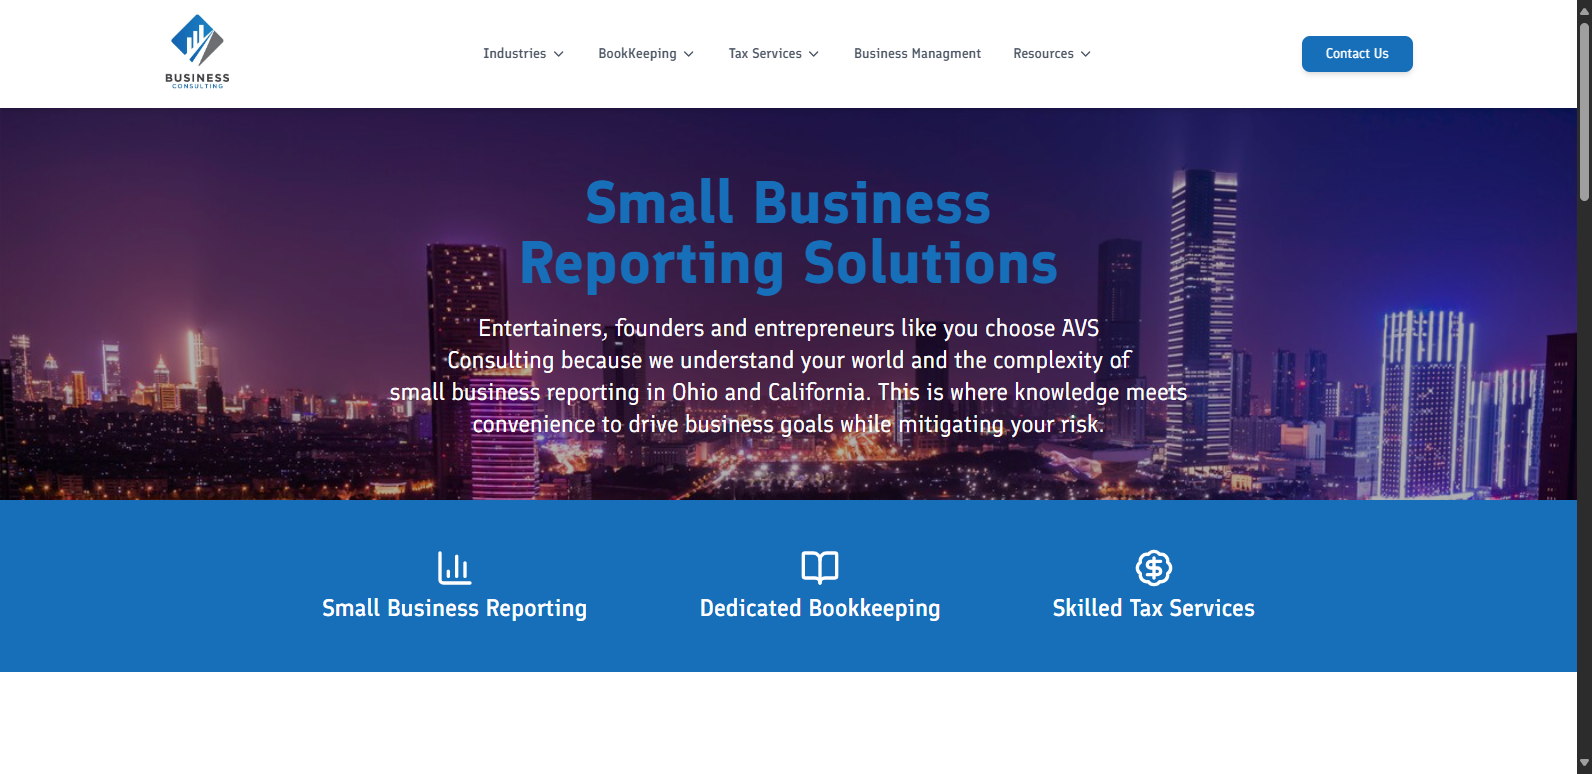 BUSINESS
CONSULTING
Industries
BookKeeping
Tax Services
Business Managment
Resources
Contact Us
Small Business
Reporting Solutions
Entertainers, founders and entrepreneurs like you choose AVS
Consulting because we understand your world and the complexity of
small business reporting in Ohio and California. This is where knowledge meets
convenience to drive business goals while mitigating your risk.
Small Business Reporting
Dedicated Bookkeeping
Skilled Tax Services